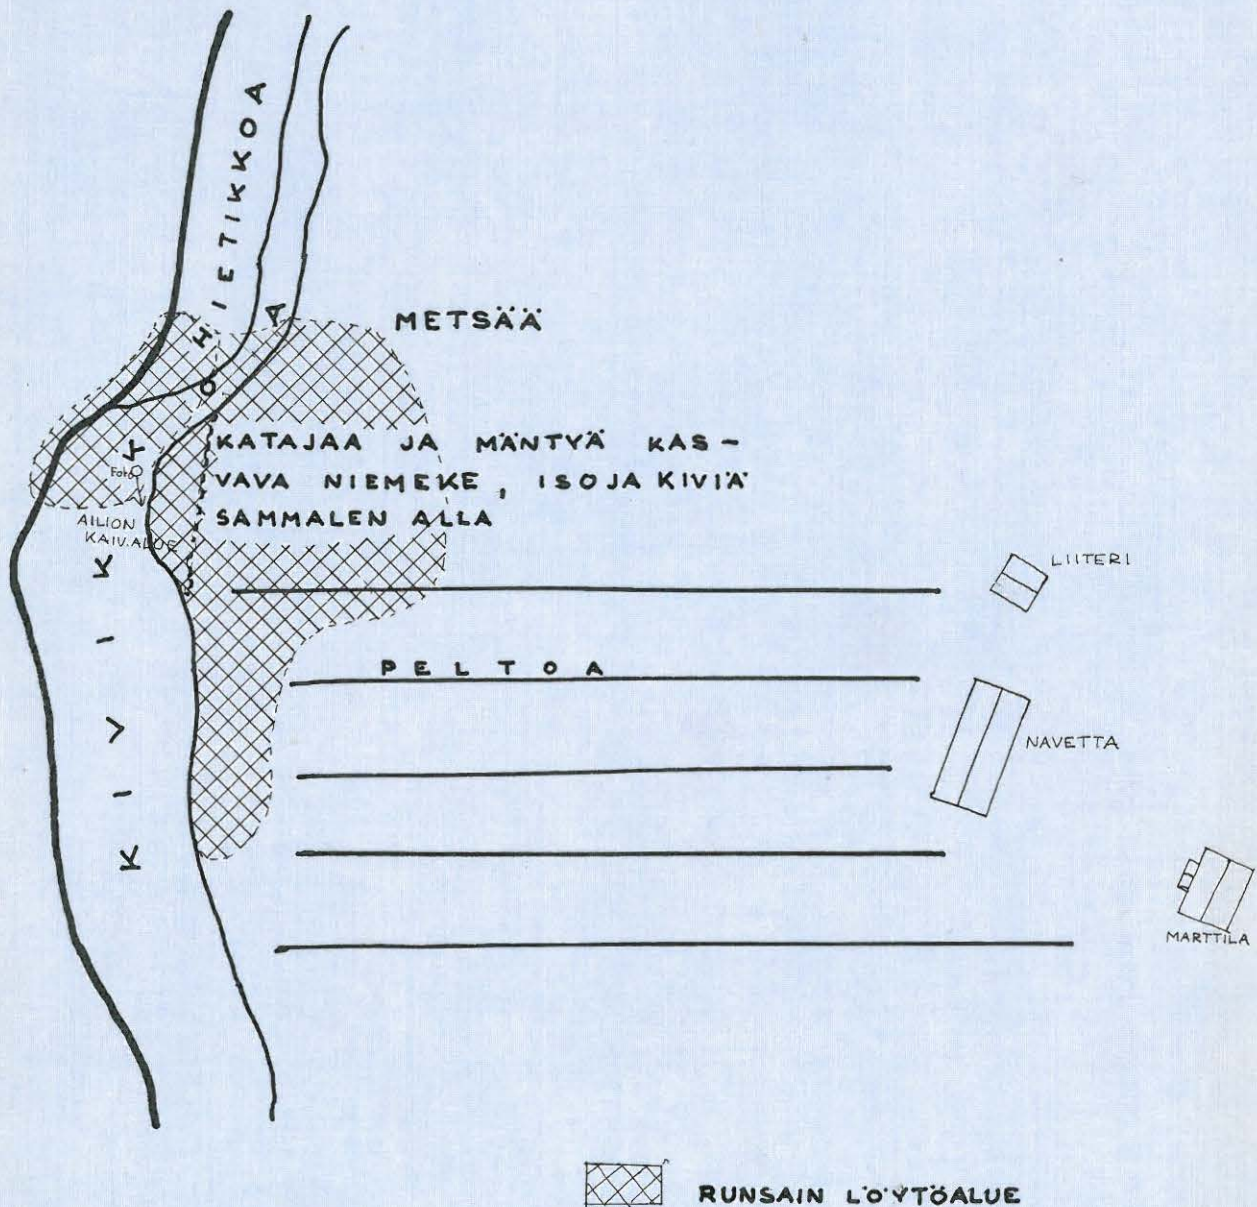 HIETIKKOA
METSÄÄ
KATAJAA JA MÄNTYÄ KAS-
VAVA NIEMEKE, ISOJA KIVIÄ
SAMMALEN ALLA
Foto
AILION
KAIV.ALUE
KIVIKKOA
LIITERI
PELTOA
NAVETTA
MARTTILA
RUNSAIN LÖYTÖALUE